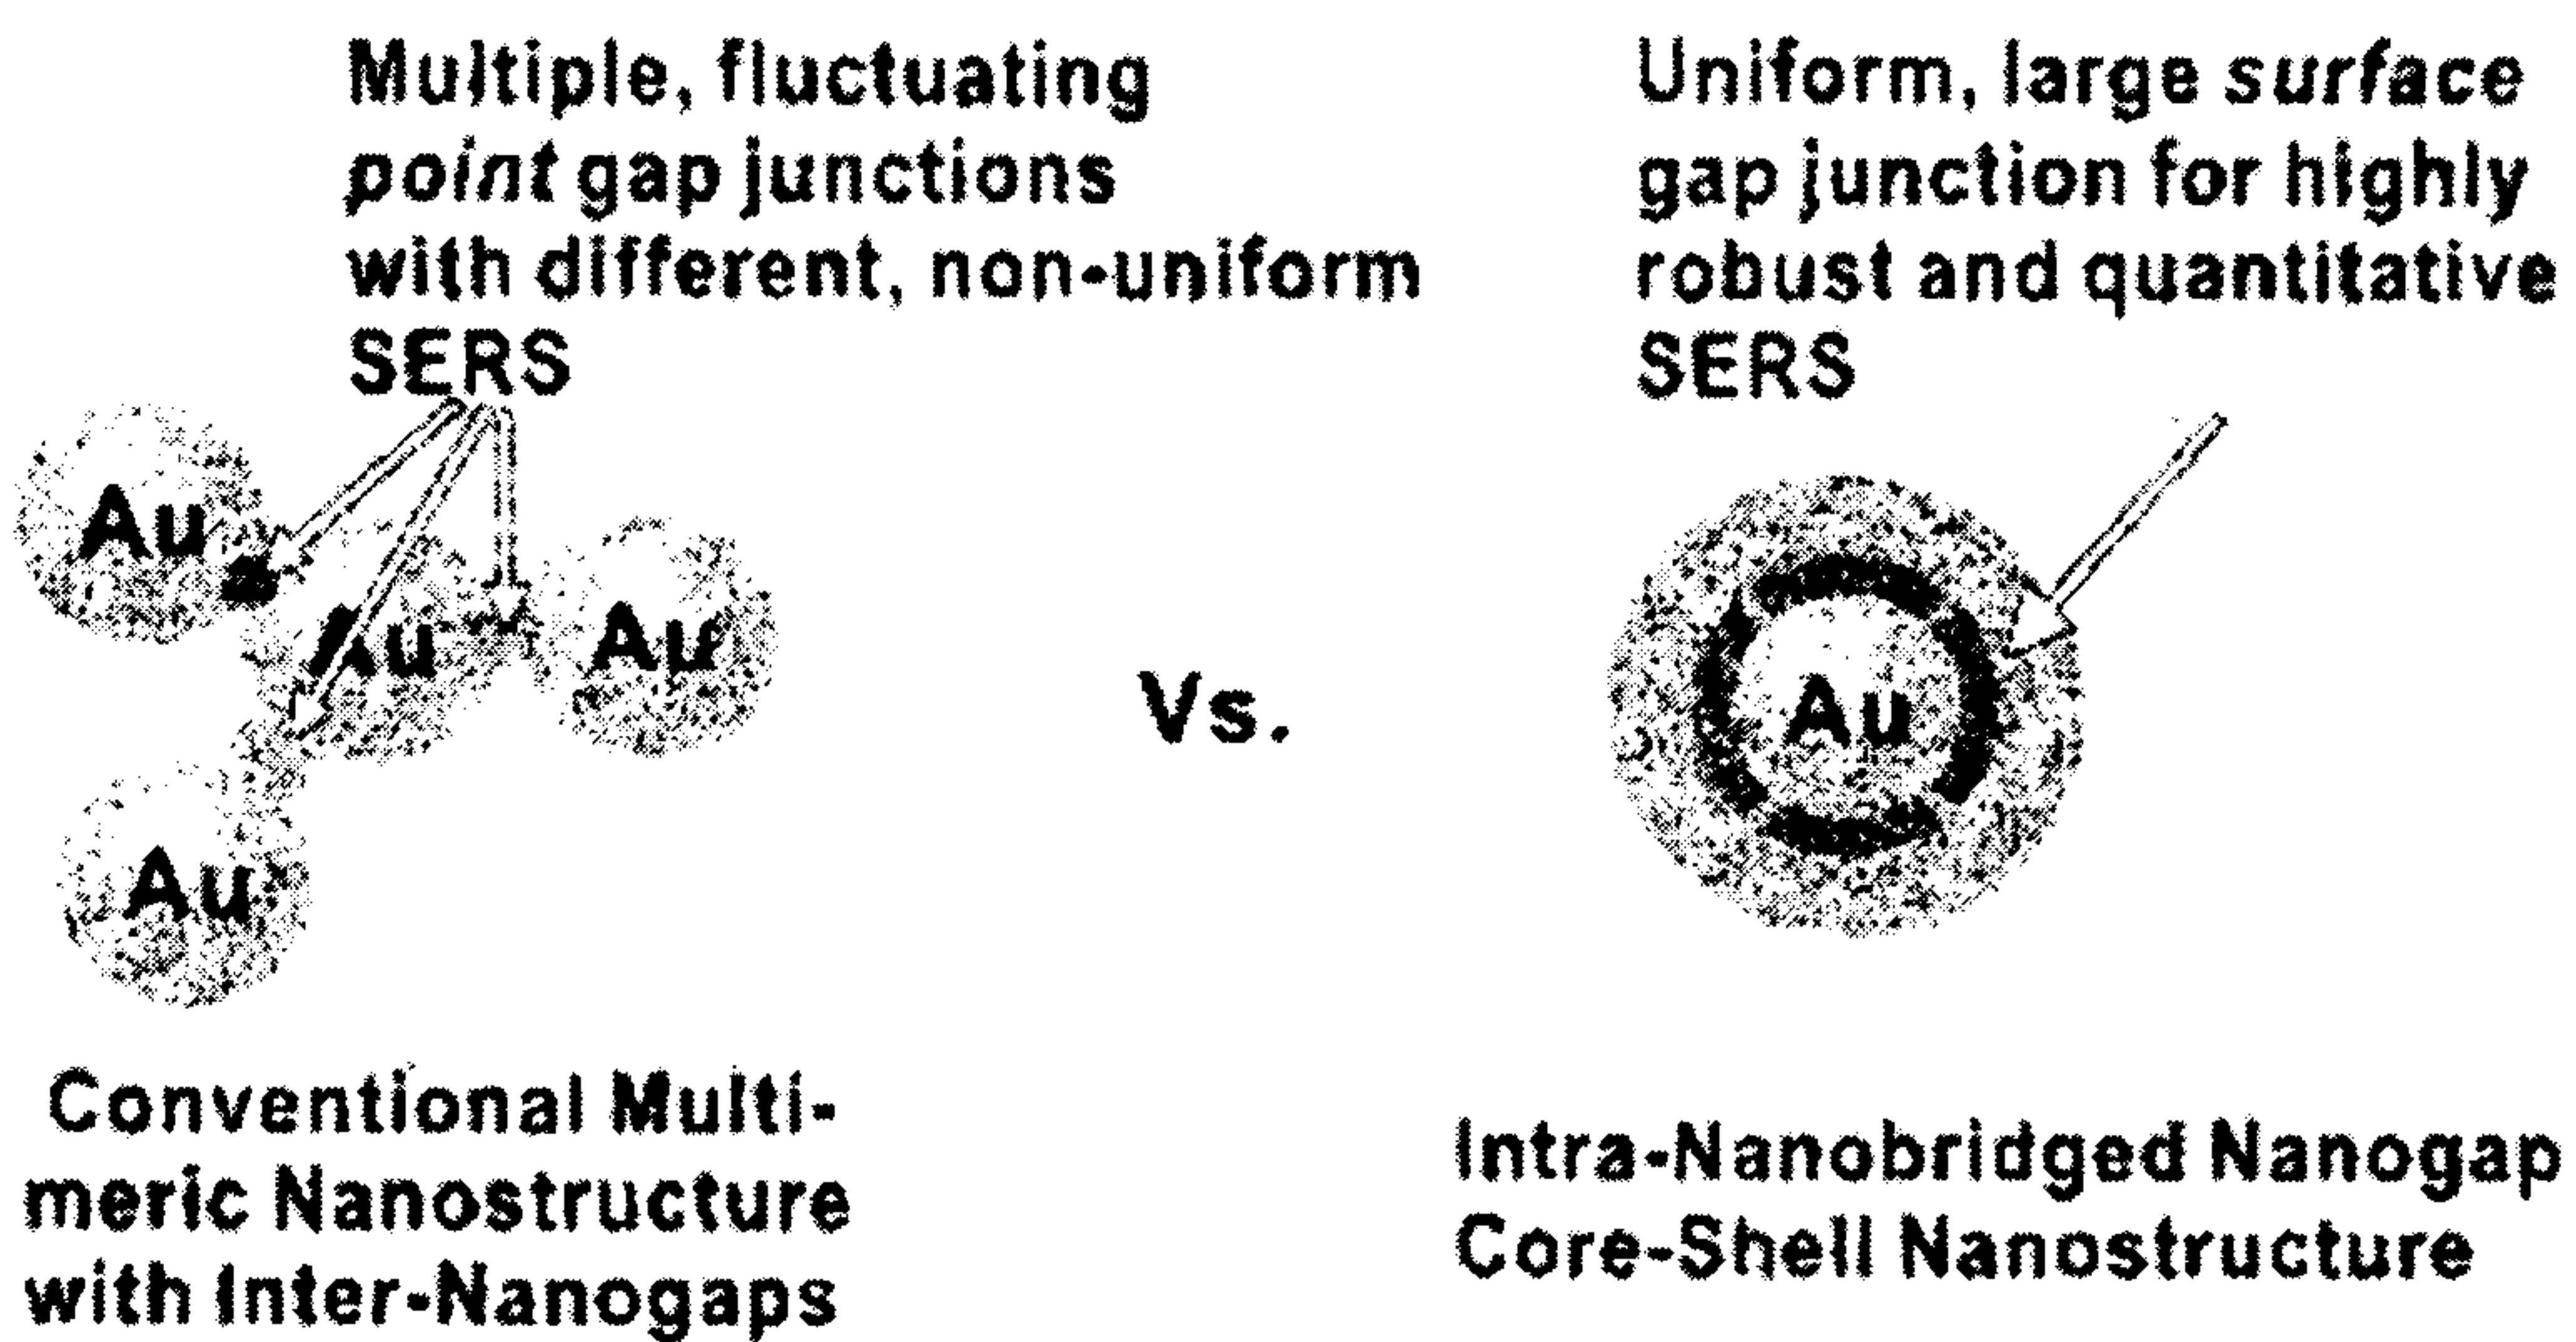 Multiple, fluctuating
point gap junctions
with different, non-uniform
SERS
Uniform, large surface
gap junction for highly
robust and quantitative
SERS
Au
Au
Au
Au
Vs.
Au
Conventional Multi-
meric Nanostructure
with Inter-Nanogaps
Intra-Nanobridged Nanogap
Core-Shell Nanostructure